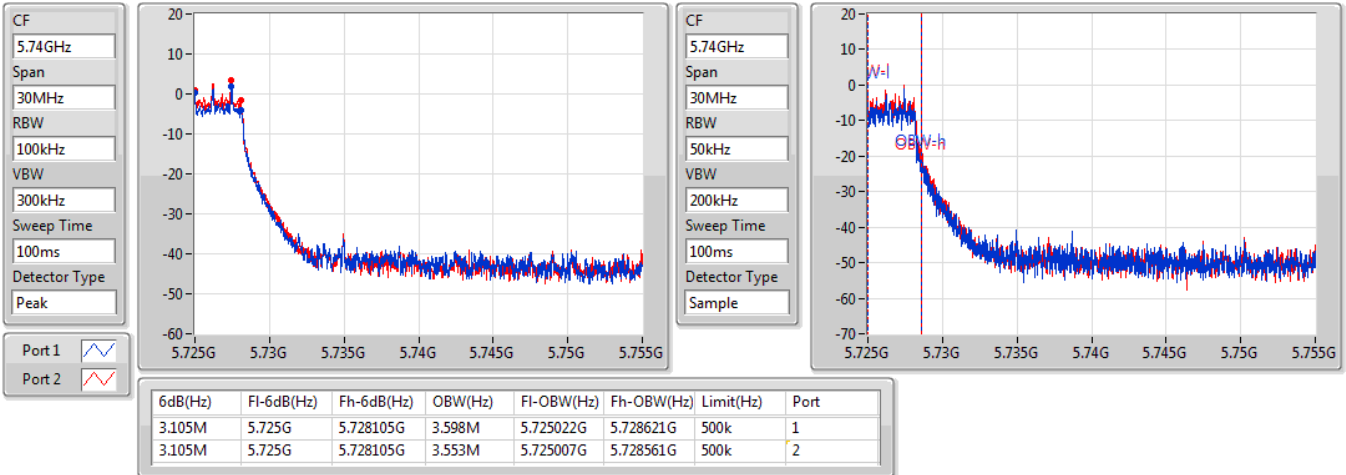 CF
5.74GHz
Span
30MHz
RBW
100kHz
VBW
300kHz
Sweep Time
100ms
Detector Type
Peak
Port 1
Port 2
20
10
0
-10
-20
-30
-40
-50
-60
5.725G 5.73G 5.735G 5.74G 5.745G 5.75G 5.755G
CF
5.74GHz
Span
30MHz
RBW
50kHz
VBW
200kHz
Sweep Time
100ms
Detector Type
Sample
20
10
0
-10
-20
-30
-40
-50
-60
-70
W-l
OBW-h
5.725G 5.73G 5.735G 5.74G 5.745G 5.75G 5.755G
6dB(Hz) Fl-6dB(Hz) Fh-6dB(Hz) OBW(Hz) Fl-OBW(Hz) Fh-OBW(Hz) Limit(Hz) Port
3.105M 5.725G 5.728105G 3.598M 5.725022G 5.728621G 500k 1
3.105M 5.725G 5.728105G 3.553M 5.725007G 5.728561G 500k 2